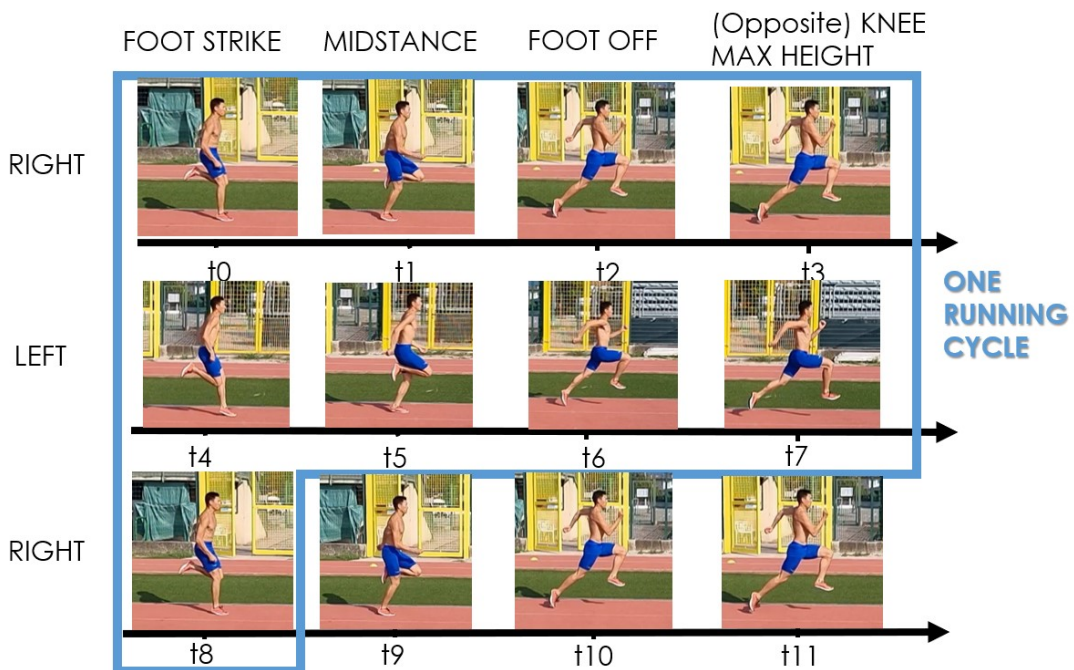 FOOT STRIKE
MIDSTANCE
FOOT OFF
(Opposite) KNEE
MAX HEIGHT
RIGHT
t0
t1
t2
t3
ONE
RUNNING
CYCLE
LEFT
t4
t5
t6
t7
RIGHT
t8
t9
t10
t11